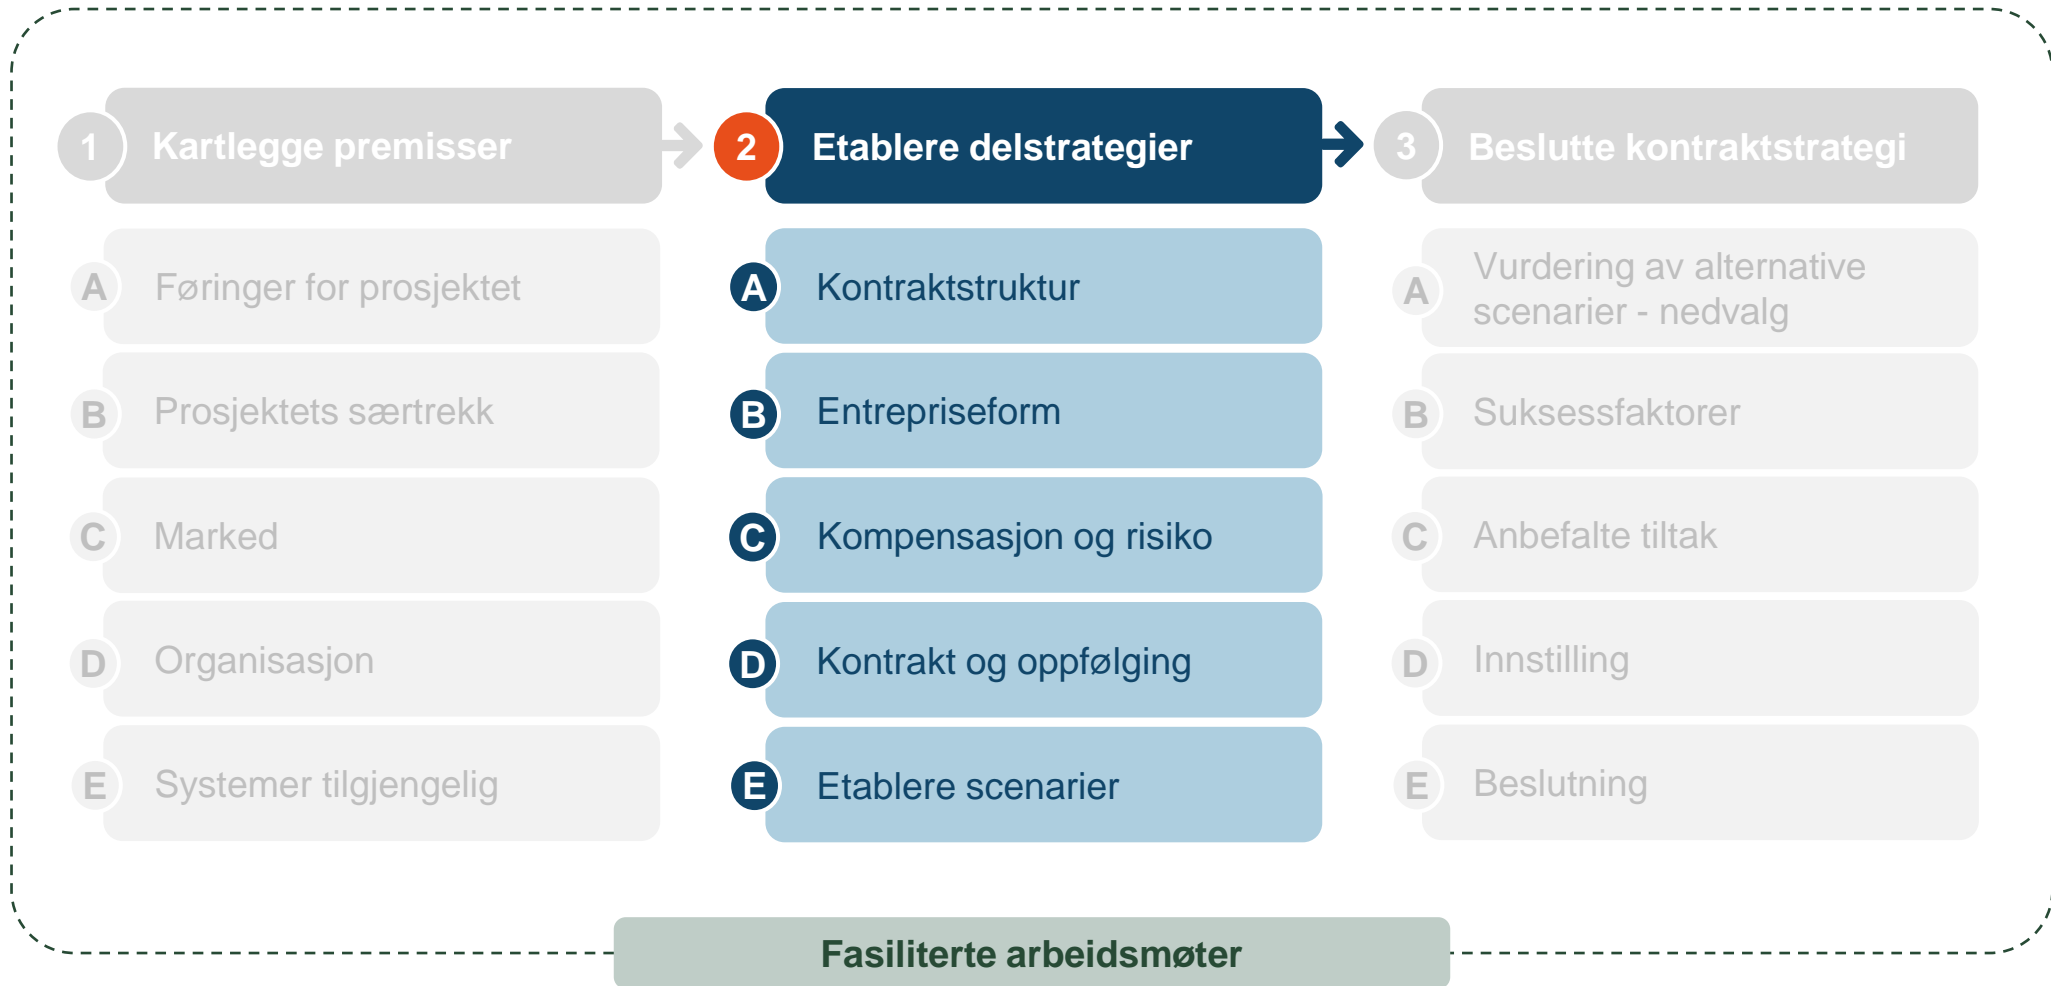 1 Kartlegge premisser
A Føringer for prosjektet
B Prosjektets særtrekk
C Marked
D Organisasjon
E Systemer tilgjengelig
2 Etablere delstrategier
A Kontraktstruktur
B Entrepriseform
C Kompensasjon og risiko
D Kontrakt og oppfølging
E Etablere scenarier
3 Beslutte kontraktstrategi
A Vurdering av alternative
scenarier - nedvalg
B Suksessfaktorer
C Anbefalte tiltak
D Innstilling
E Beslutning
Fasiliterte arbeidsmøter